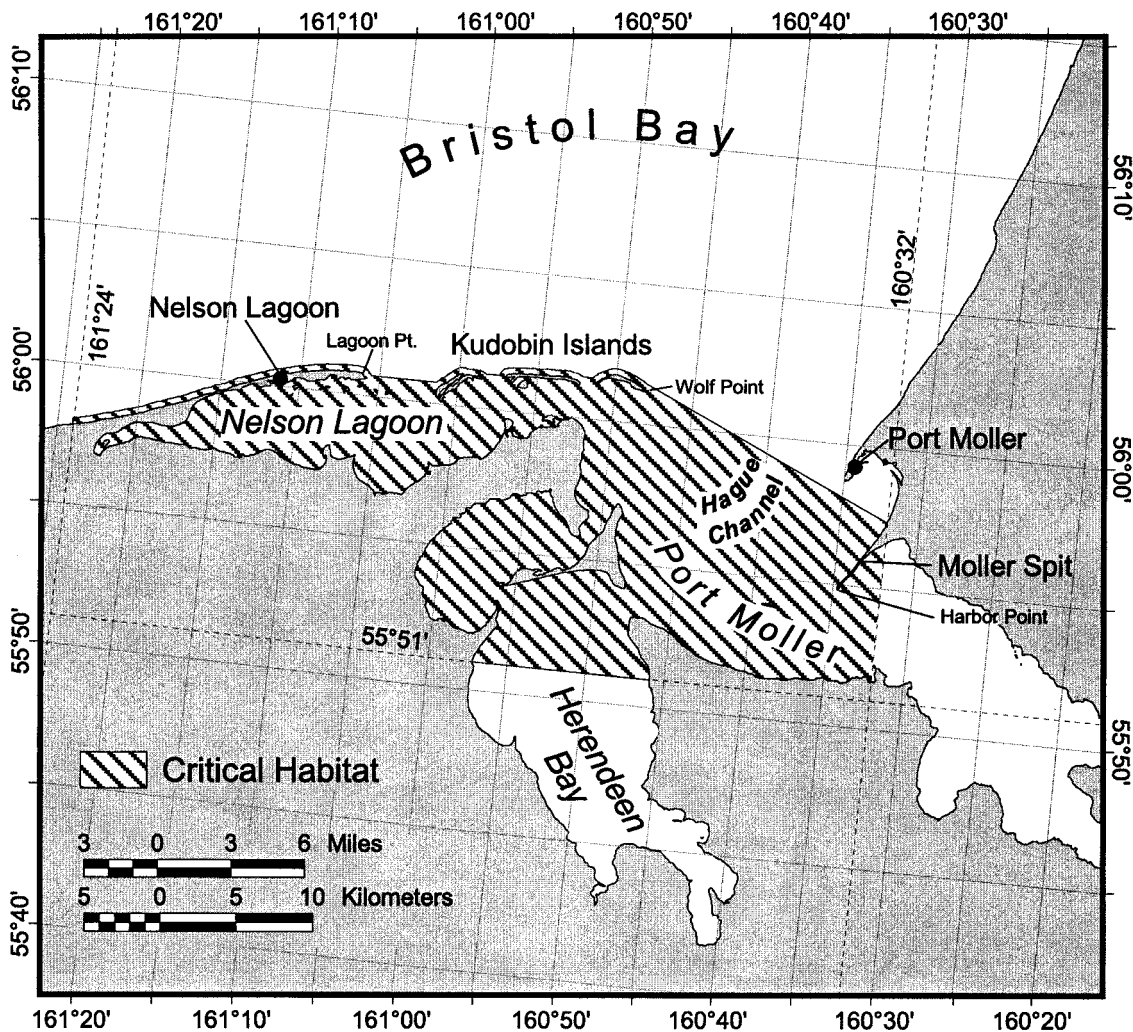 161°20' 161°10' 161°00' 160°50' 160°40' 160°30'
56°10'
Bristol Bay
56°10'
160°32'
161°24'
Nelson Lagoon
Lagoon Pt.
Kudobin Islands
56°00'
Wolf Point
Nelson Lagoon
Port Moller
56°00'
Hague
Channel
Port Moller
Moller Spit
Harbor Point
55°50'
55°51'
Herendeen
Bay
55°50'
Critical Habitat
3 0 3 6 Miles
5 0 5 10 Kilometers
55°40'
161°20' 161°10' 161°00' 160°50' 160°40' 160°30' 160°20'